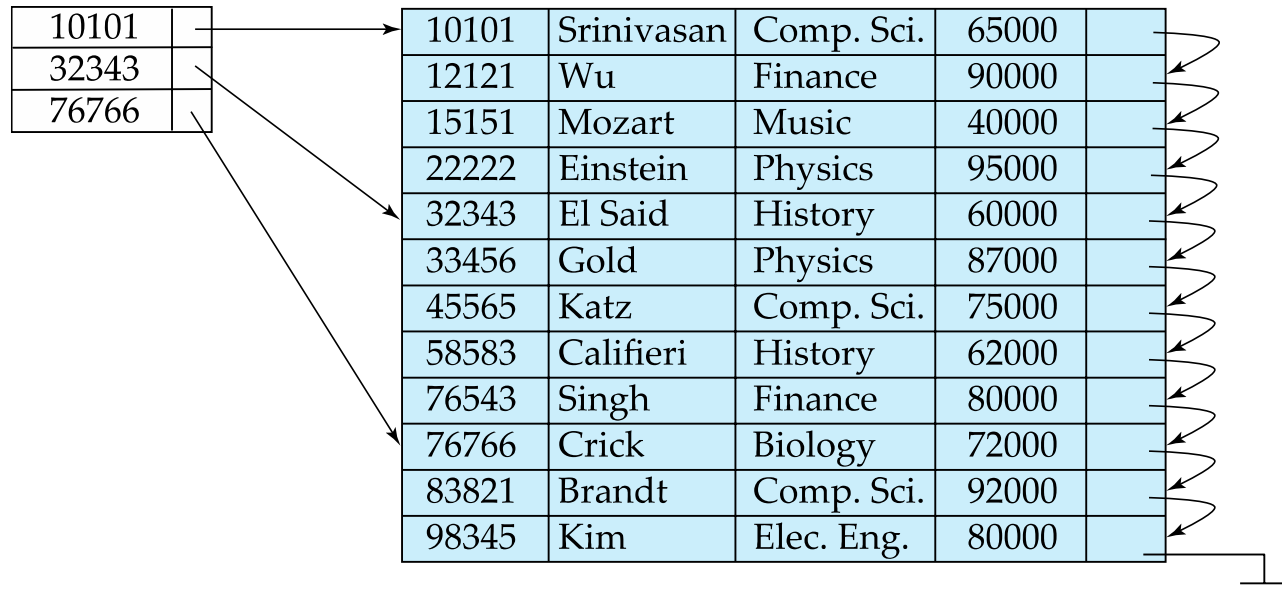 10101
32343
76766
10101 Srinivasan Comp. Sci. 65000
12121 Wu Finance 90000
15151 Mozart Music 40000
22222 Einstein Physics 95000
32343 El Said History 60000
33456 Gold Physics 87000
45565 Katz Comp. Sci. 75000
58583 Califieri History 62000
76543 Singh Finance 80000
76766 Crick Biology 72000
83821 Brandt Comp. Sci. 92000
98345 Kim Elec. Eng. 80000